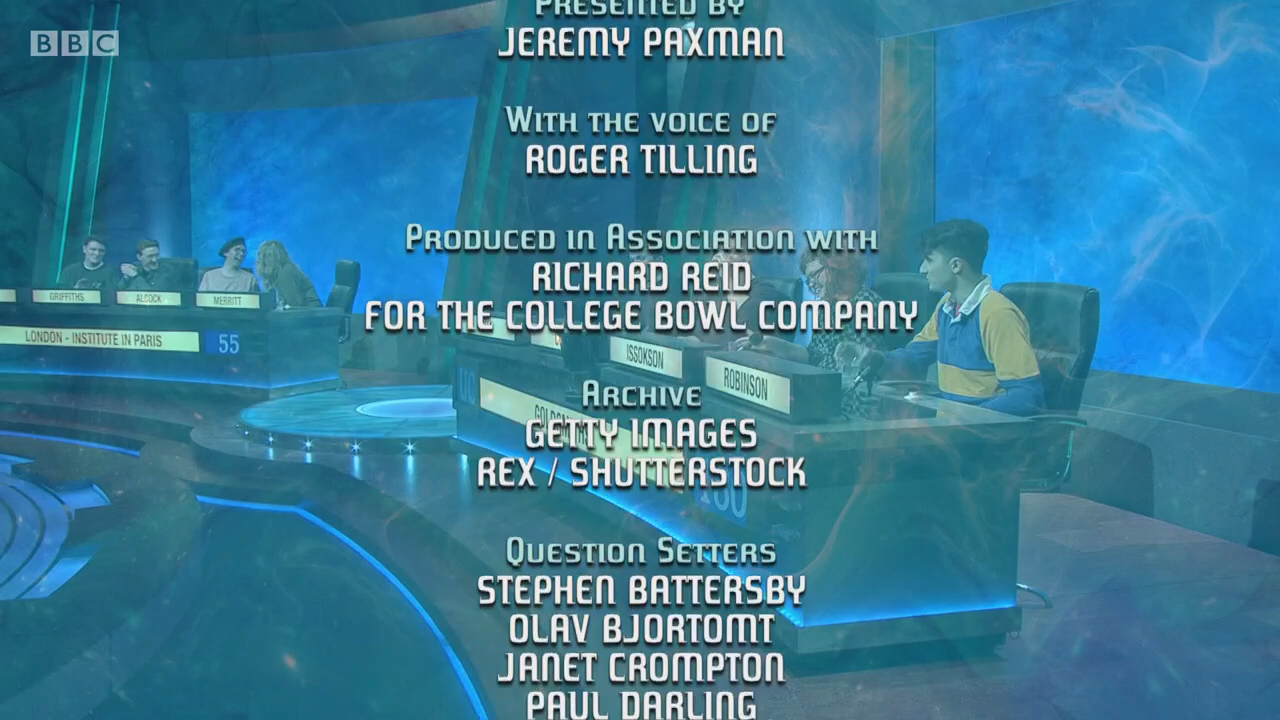 BBC
PRESENTED BY
JEREMY PAXMAN
WITH THE VOICE OF
ROGER TILLING
PRODUCED IN ASSOCIATION WITH
RICHARD REID
FOR THE COLLEGE BOWL COMPANY
GRIFFITHS
ALCOCK
MERRITT
LONDON - INSTITUTE IN PARIS 55
ISSOKSON
ROBINSON
ARCHIVE
GETTY IMAGES
REX / SHUTTERSTOCK
QUESTION SETTERS
STEPHEN BATTERSBY
OLAV BJORTOMT
JANET CROMPTON
PAUL DARLING